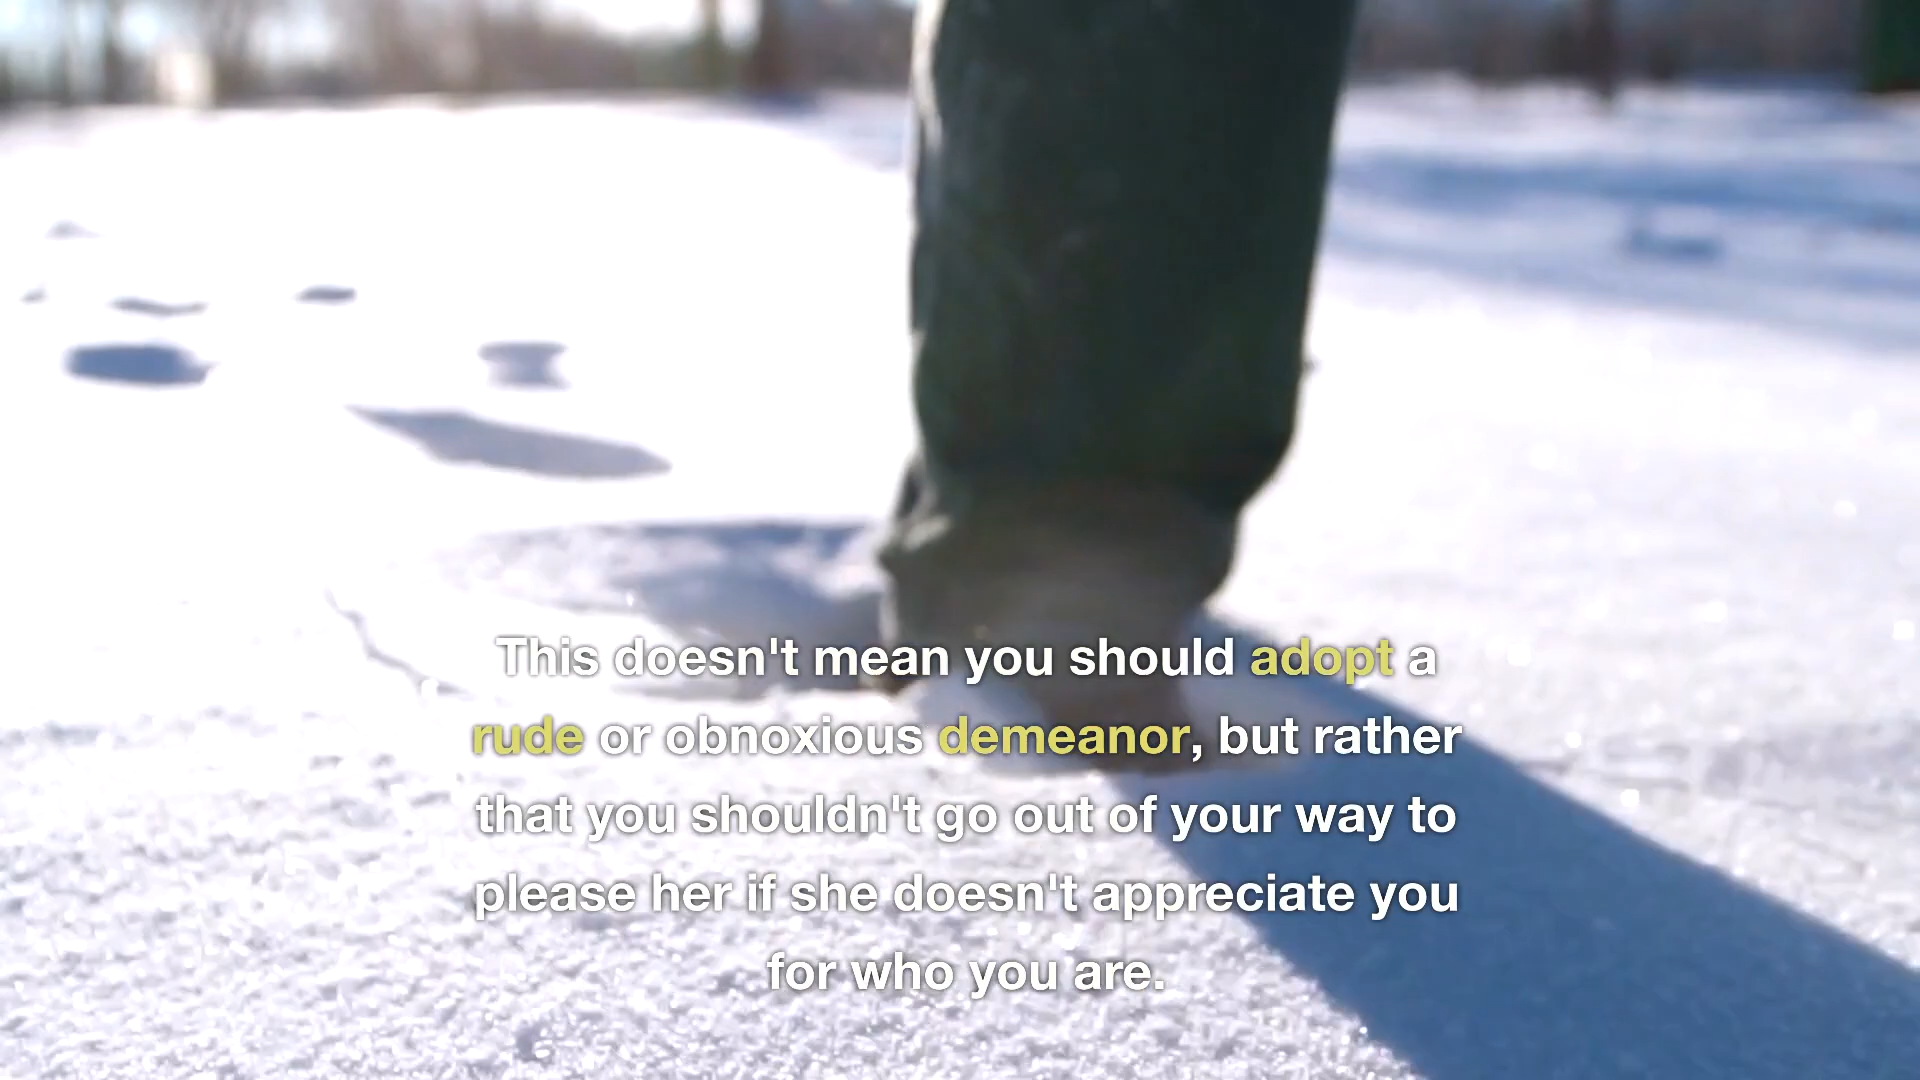 This doesn't mean you should adopt a
rude or obnoxious demeanor, but rather
that you shouldn't go out of your way to
please her if she doesn't appreciate you
for who you are.